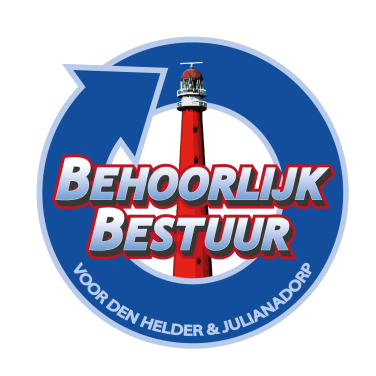 BEHOORLIJK
BESTUUR
VOOR DEN HELDER & JULIANADORP